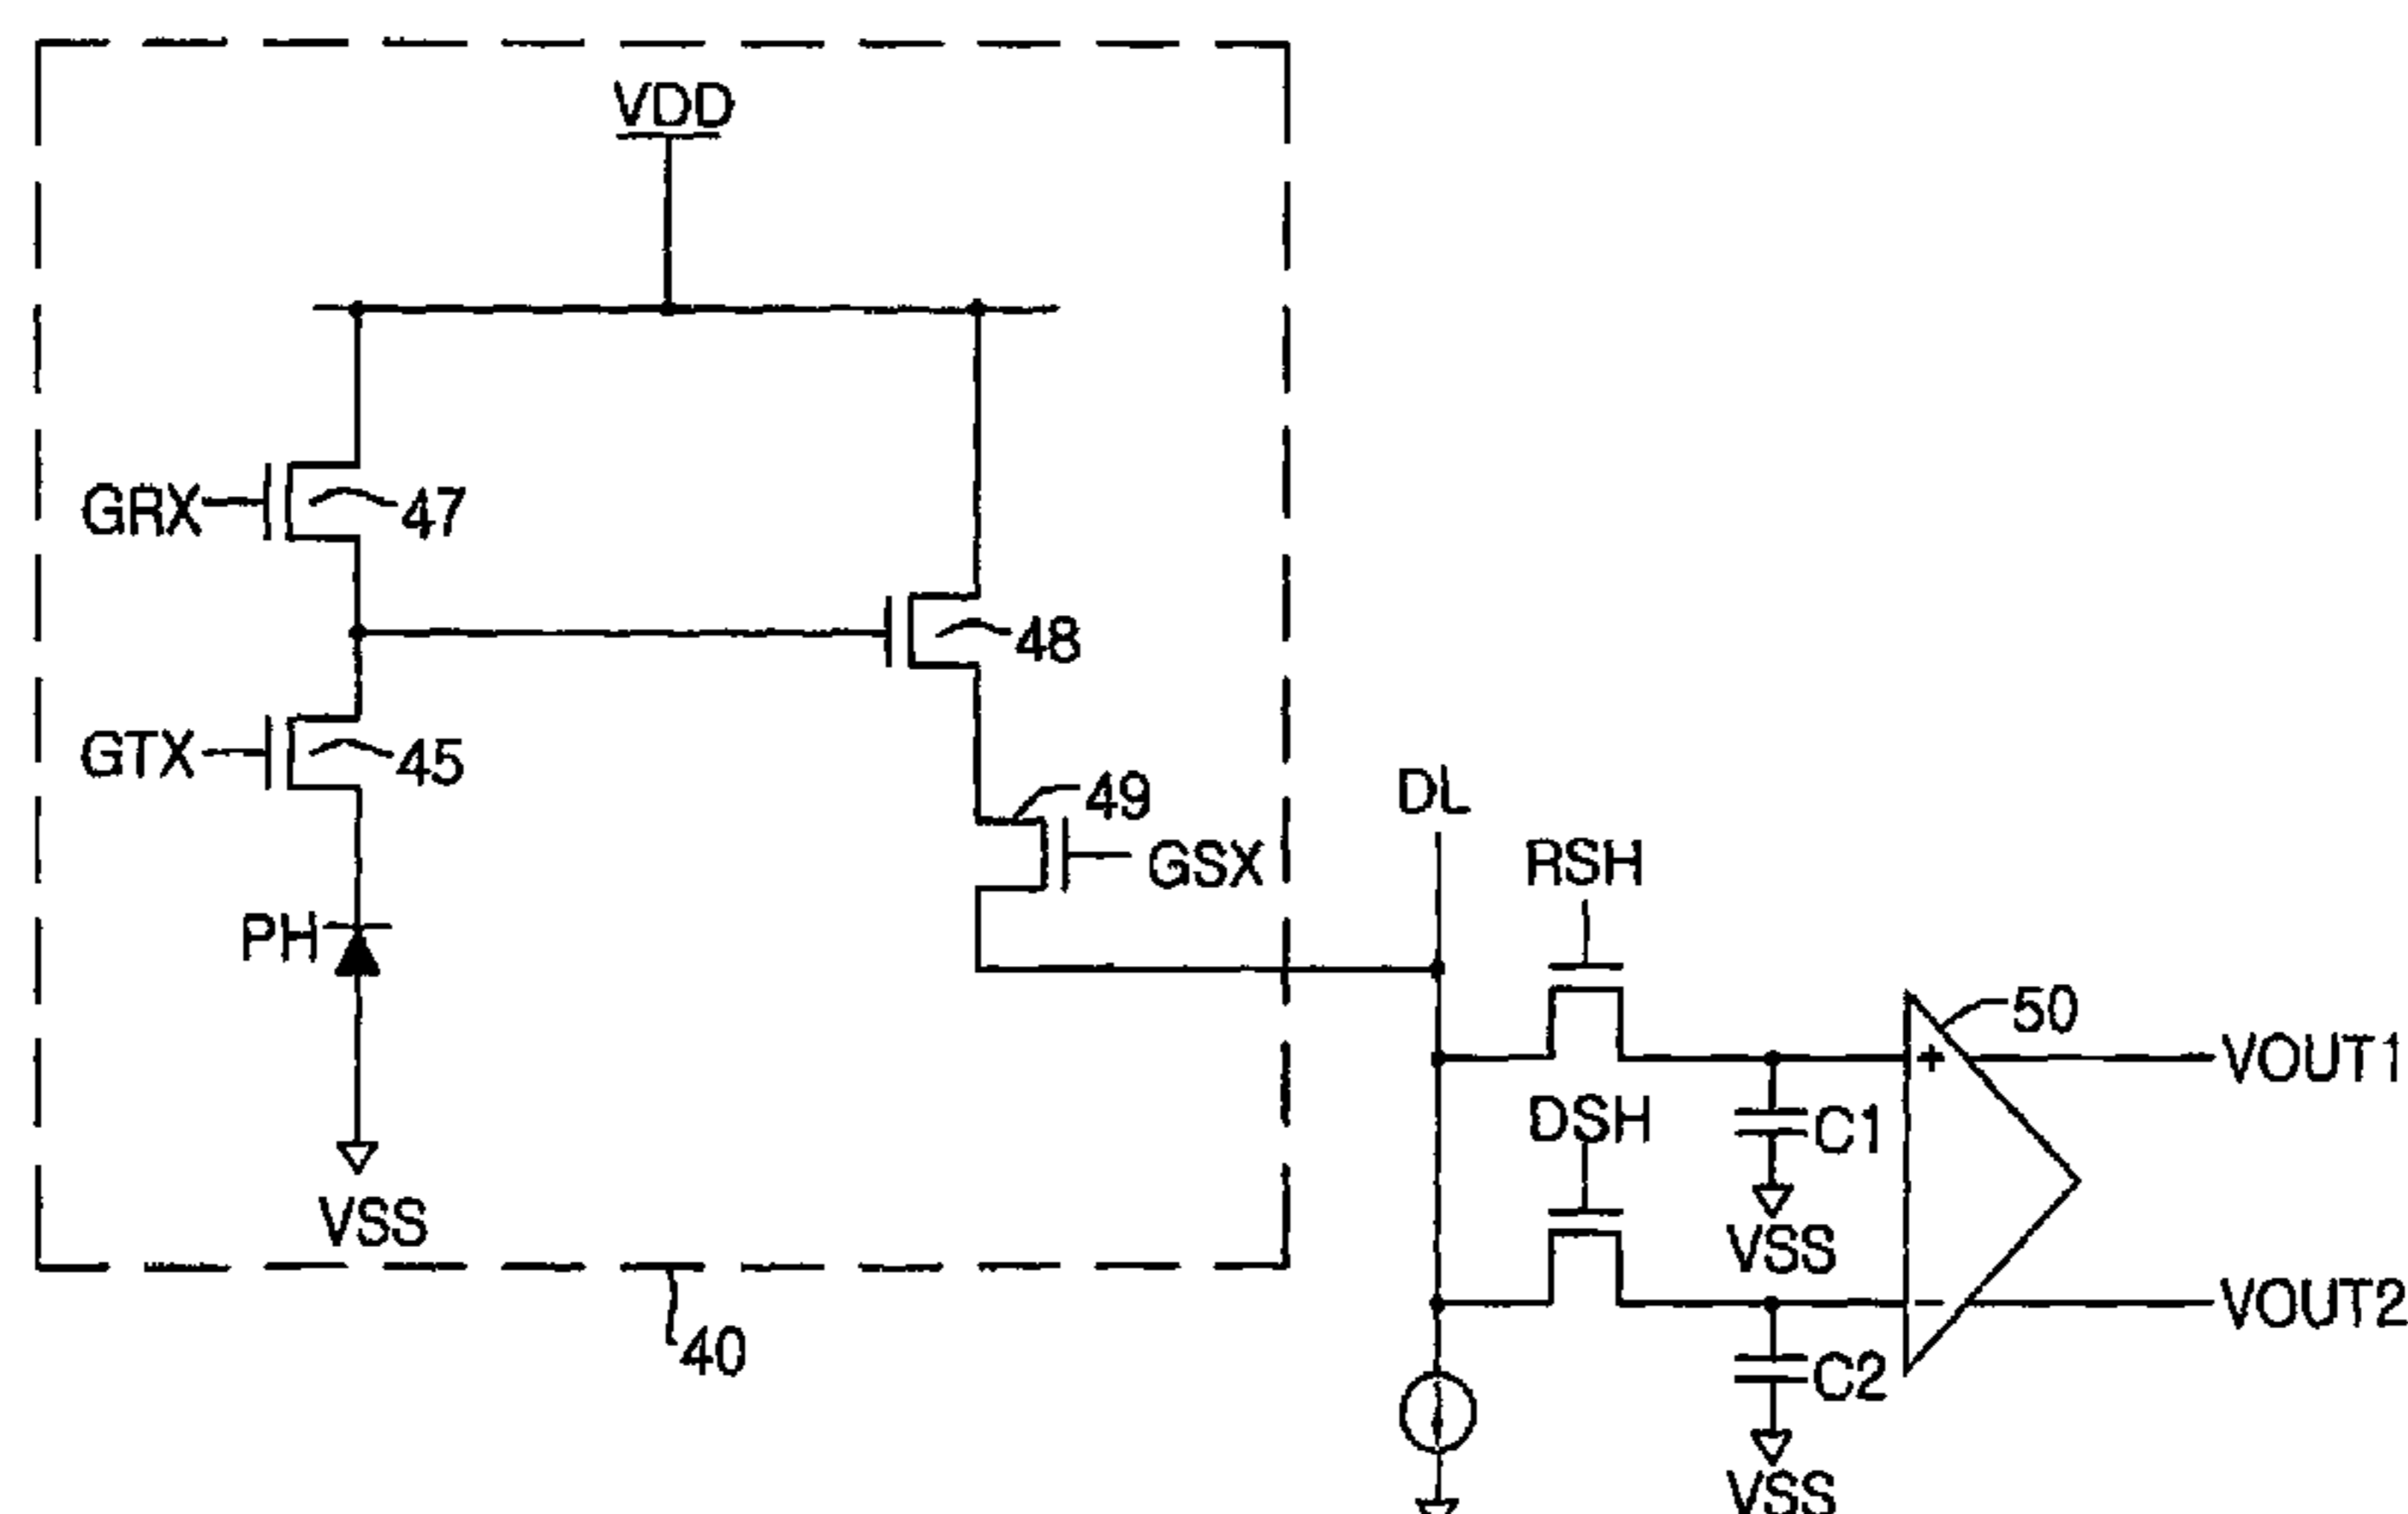 VDD
GRX
47
48
GTX
45
49
GSX
DL
RSH
PH
50
VOUT1
+
C1
DSH
VSS
VSS
VOUT2
-
40
C2
VSS